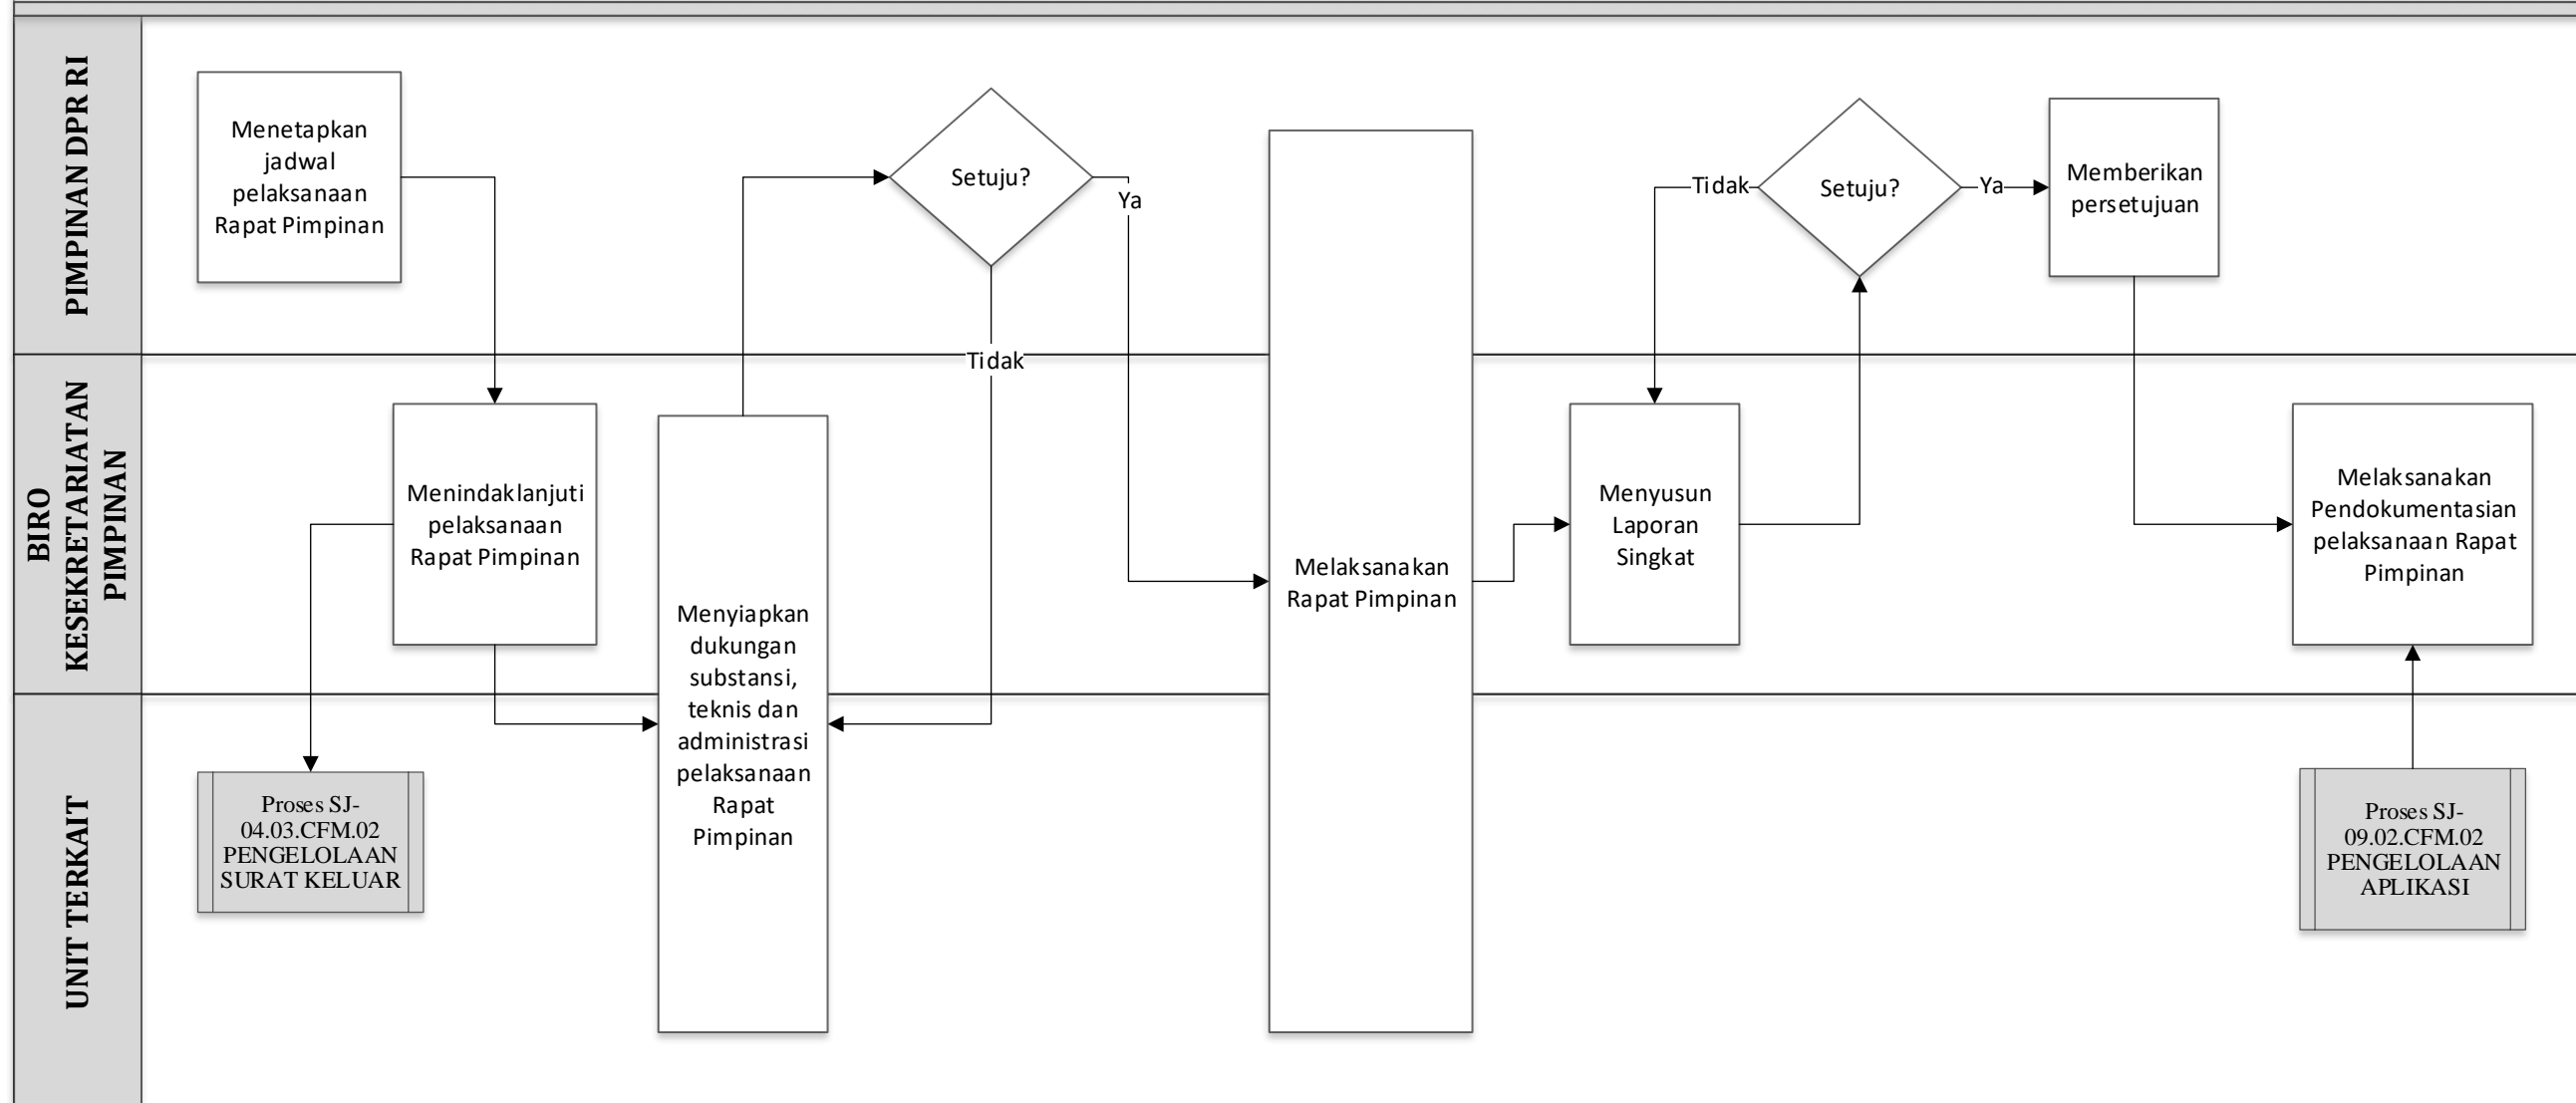 PIMPINAN DPR RI
Menetapkan
jadwal
pelaksanaan
Rapat Pimpinan
Setuju?
Ya
Tidak
Setuju?
Tidak
Ya
Memberikan
persetujuan
BIRO
KESEKRETARIATAN
PIMPINAN
Menindaklanjuti
pelaksanaan
Rapat Pimpinan
Menyiapkan
dukungan
substansi,
teknis dan
administrasi
pelaksanaan
Rapat
Pimpinan
Melaksanakan
Rapat Pimpinan
Menyusun
Laporan
Singkat
Melaksanakan
Pendokumentasian
pelaksanaan Rapat
Pimpinan
UNIT TERKAIT
Proses SJ-
04.03.CFM.02
PENGELOLAAN
SURAT KELUAR
Proses SJ-
09.02.CFM.02
PENGELOLAAN
APLIKASI